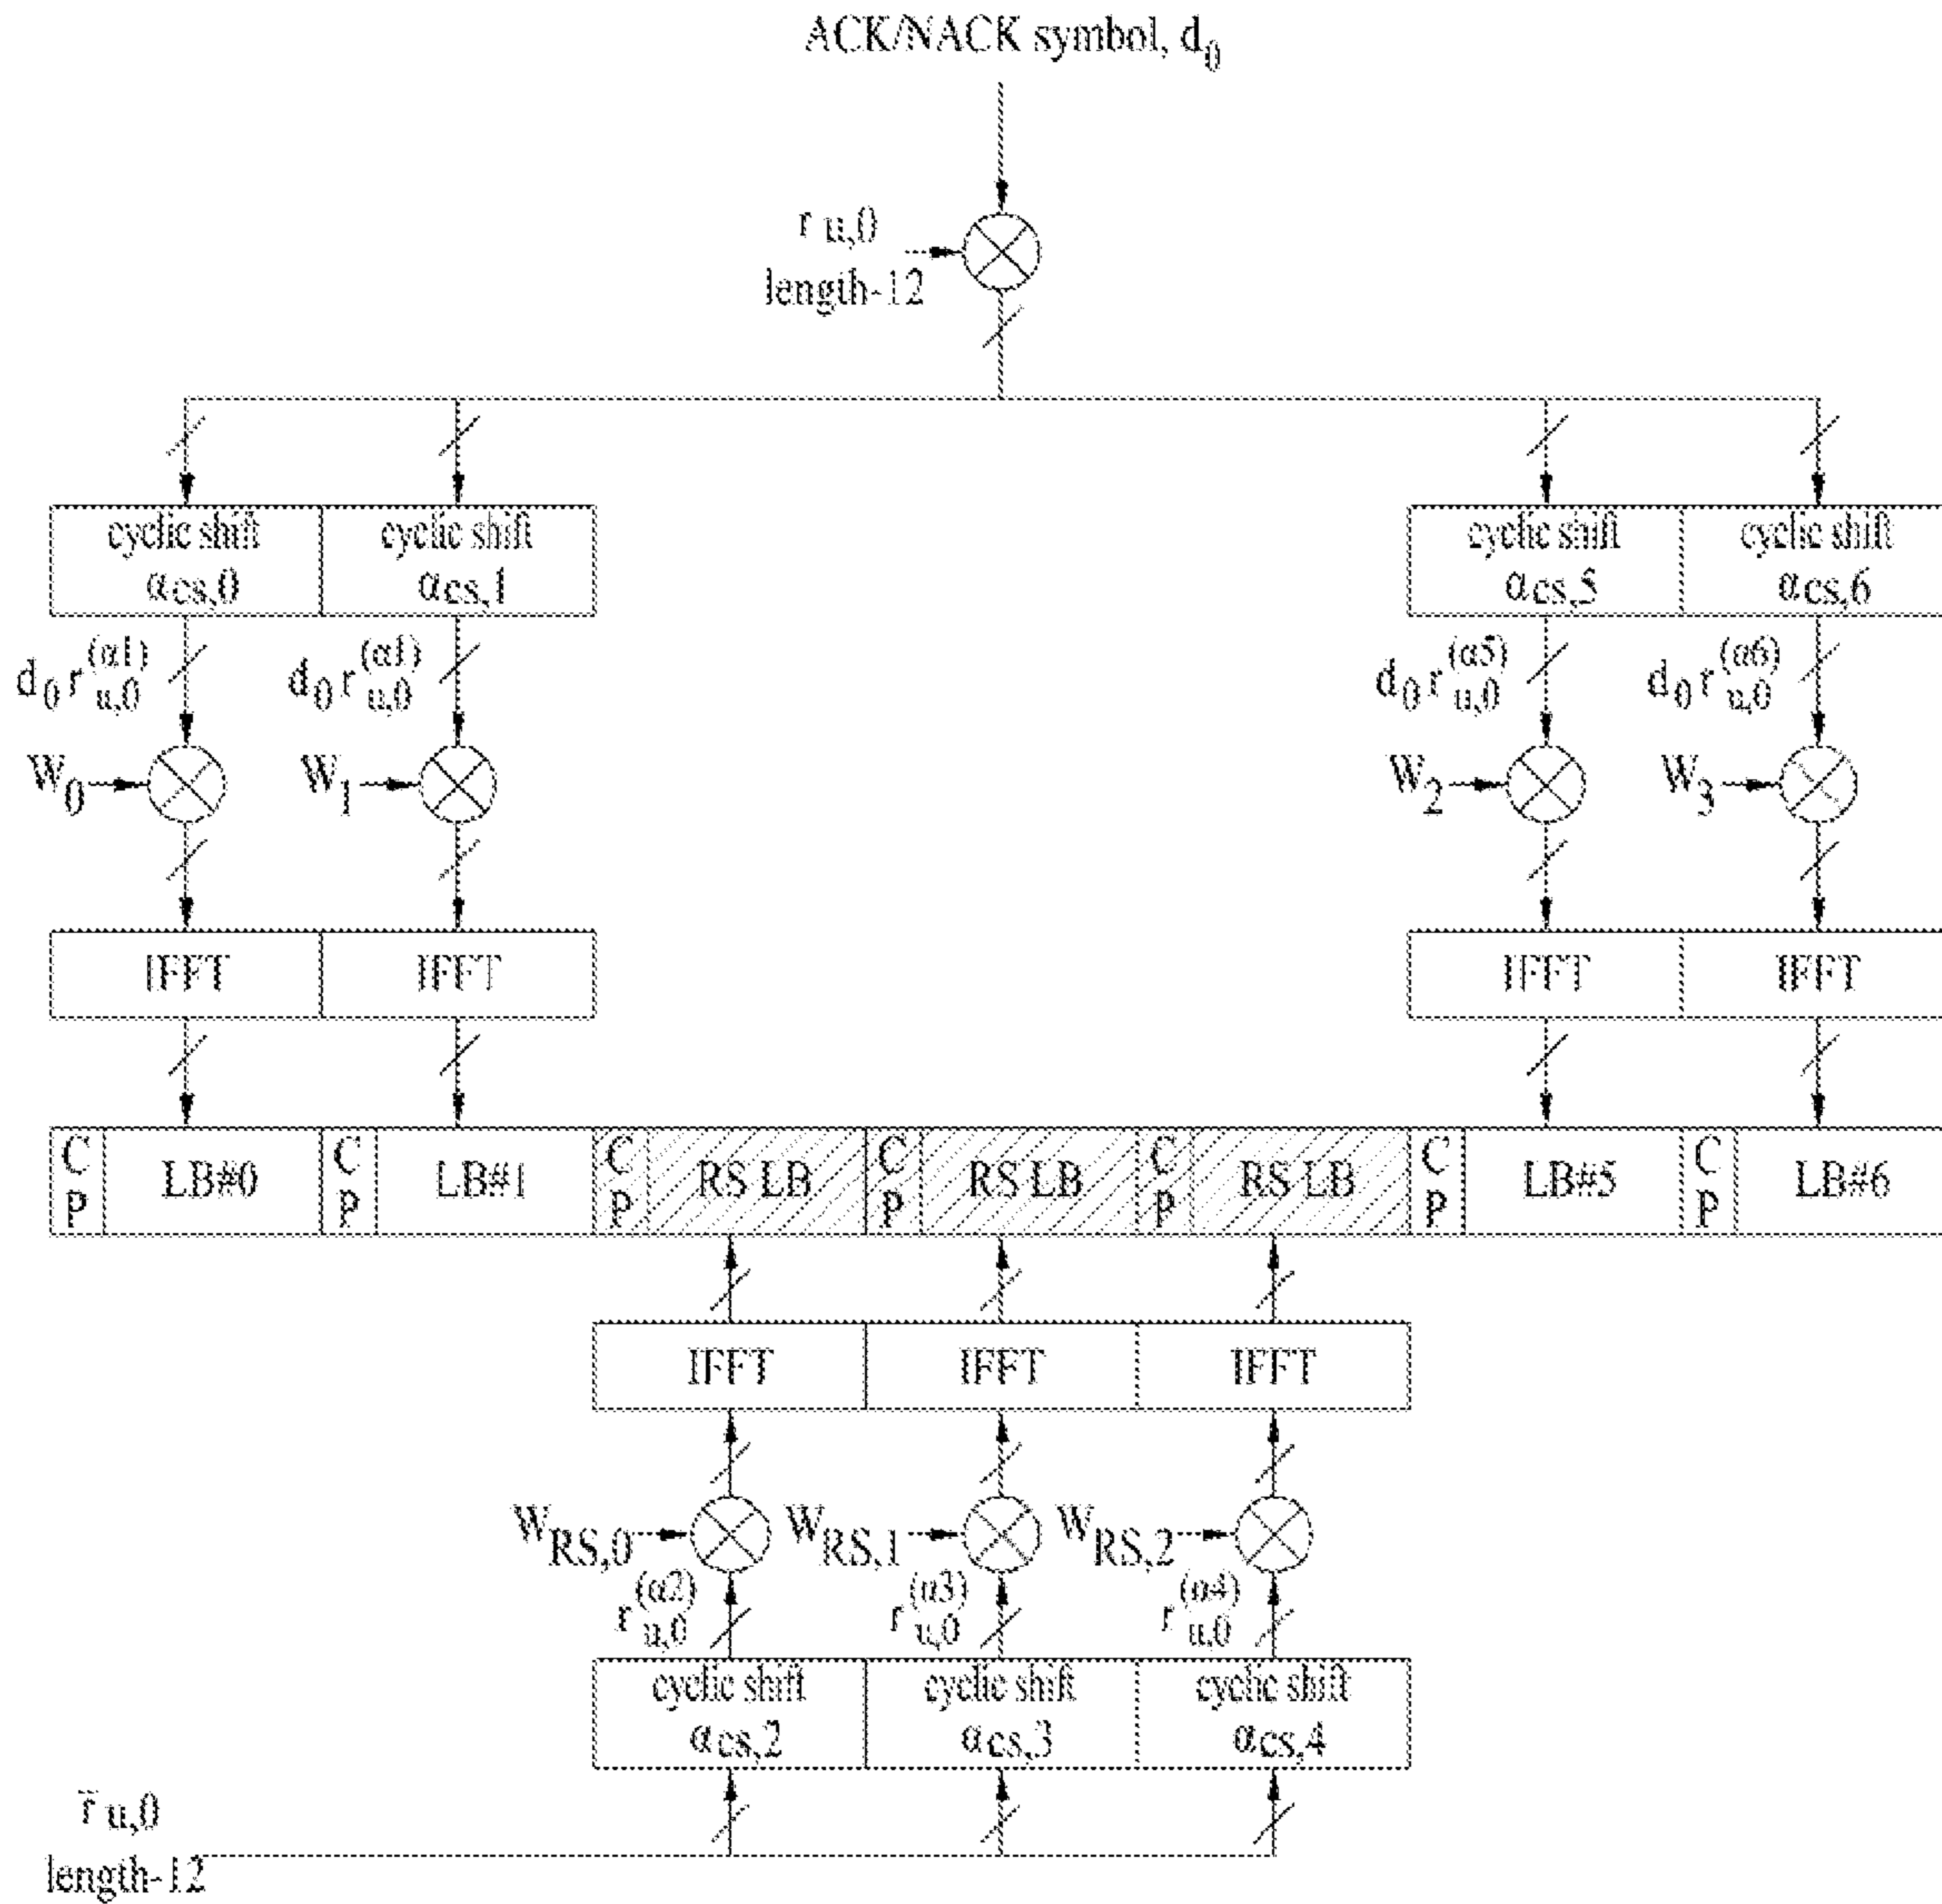 ACK/NACK symbol, d₀
r u,0
length-12
cyclic shift
αcs,0
cyclic shift
αcs,1
cyclic shift
αcs,5
cyclic shift
αcs,6
d₀ r u,0 (α1)
d₀ r u,0 (α1)
d₀ r u,0 (α5)
d₀ r u,0 (α6)
W₀
W₁
W₂
W₃
IFFT
IFFT
IFFT
IFFT
CP
LB#0
CP
LB#1
CP
RS LB
CP
RS LB
CP
RS LB
CP
LB#5
CP
LB#6
IFFT
IFFT
IFFT
W RS,0
W RS,1
W RS,2
r u,0 (α2)
r u,0 (α3)
r u,0 (α4)
cyclic shift
αcs,2
cyclic shift
αcs,3
cyclic shift
αcs,4
r̄ u,0
length-12